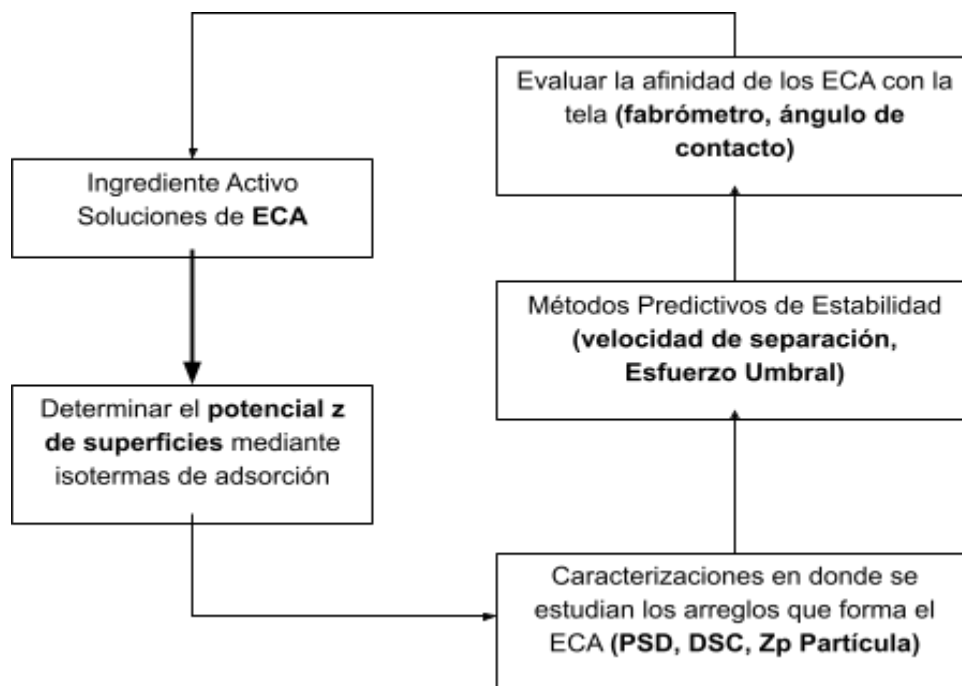 Evaluar la afinidad de los ECA con la
tela (fabrómetro, ángulo de
contacto)
Ingrediente Activo
Soluciones de ECA
Métodos Predictivos de Estabilidad
(velocidad de separación,
Esfuerzo Umbral)
Determinar el potencial z
de superficies mediante
isotermas de adsorción
Caracterizaciones en donde se
estudian los arreglos que forma el
ECA (PSD, DSC, Zp Partícula)